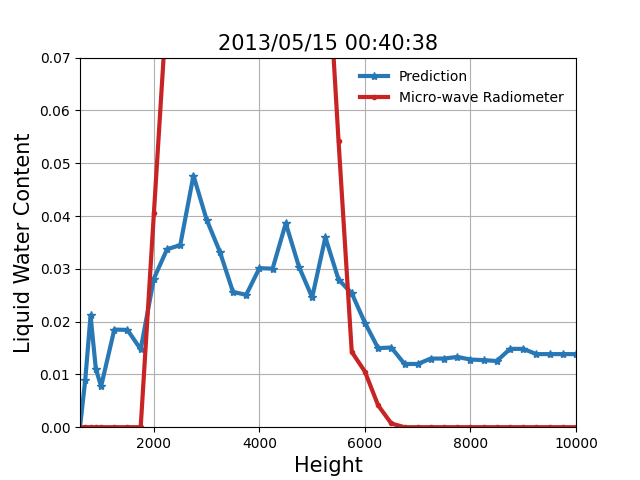 2013/05/15 00:40:38
Prediction
Micro-wave Radiometer
Liquid Water Content
0.07
0.06
0.05
0.04
0.03
0.02
0.01
0.00
2000 4000 6000 8000 10000
Height